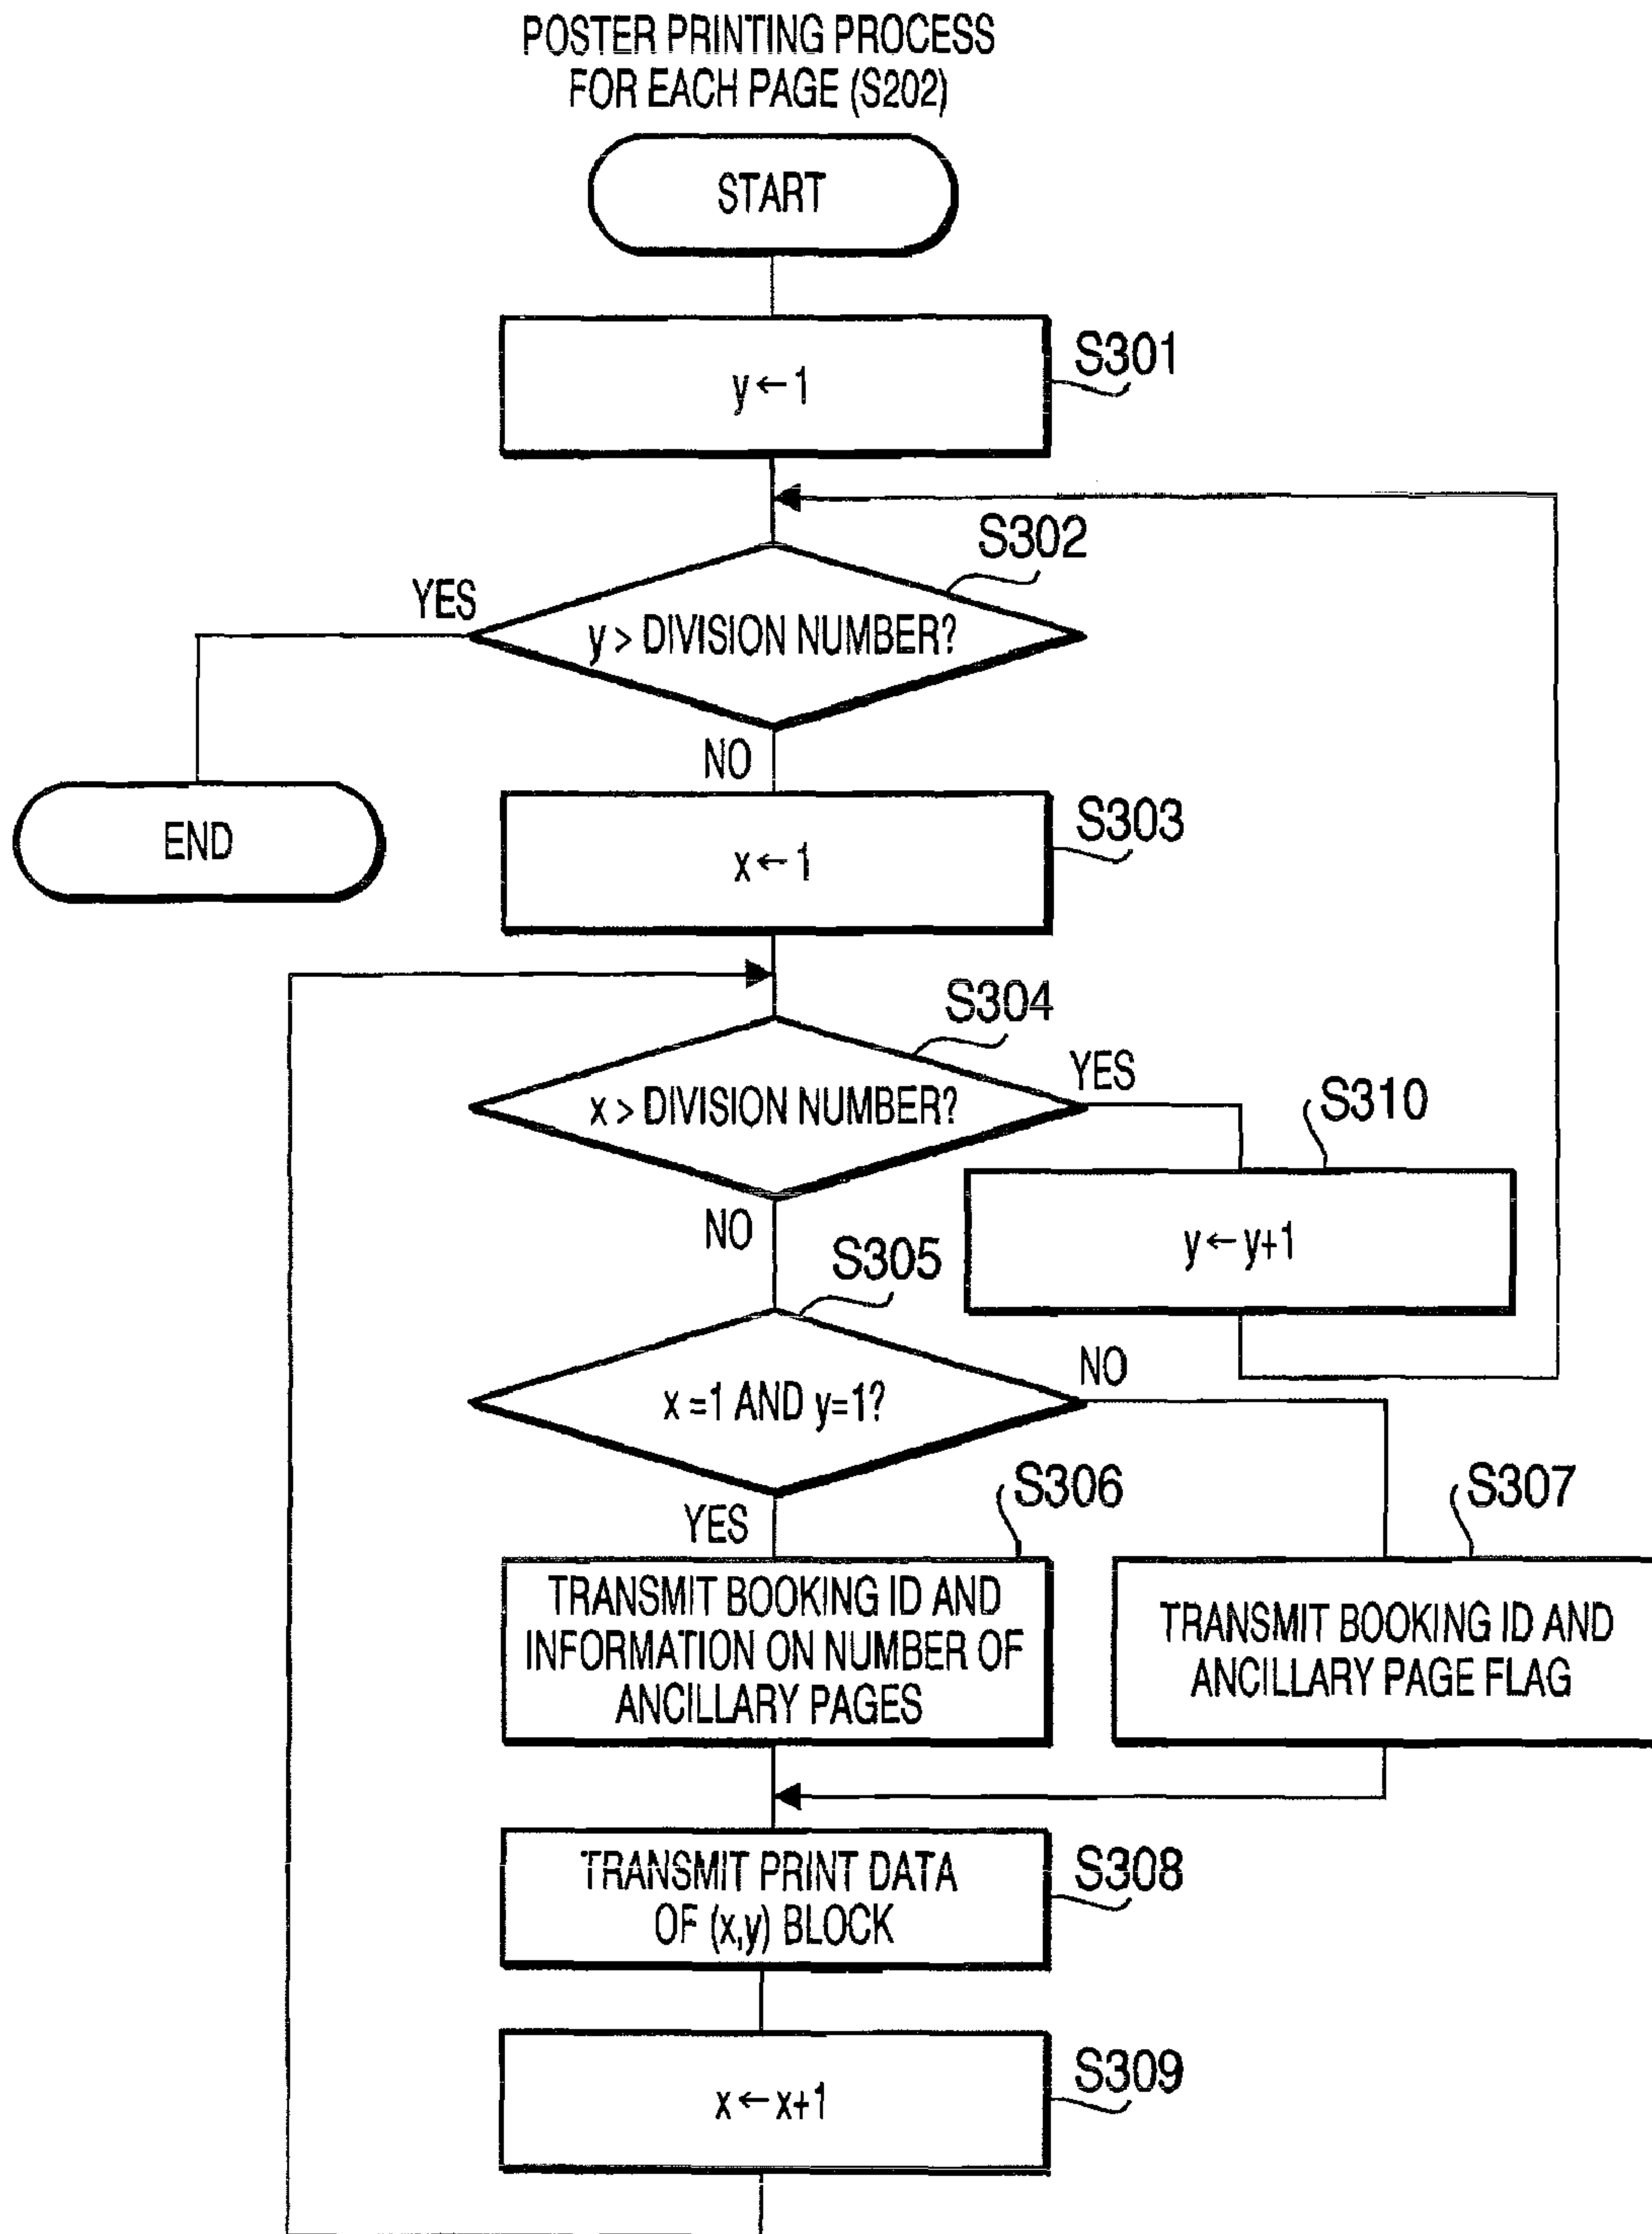 POSTER PRINTING PROCESS
FOR EACH PAGE (S202)
START
S301
y←1
S302
YES
y > DIVISION NUMBER?
NO
END
S303
x←1
S304
YES
x > DIVISION NUMBER?
S310
NO
y←y+1
S305
NO
x =1 AND y=1?
S306
S307
YES
TRANSMIT BOOKING ID AND
INFORMATION ON NUMBER OF
ANCILLARY PAGES
TRANSMIT BOOKING ID AND
ANCILLARY PAGE FLAG
S308
TRANSMIT PRINT DATA
OF (x,y) BLOCK
S309
x←x+1